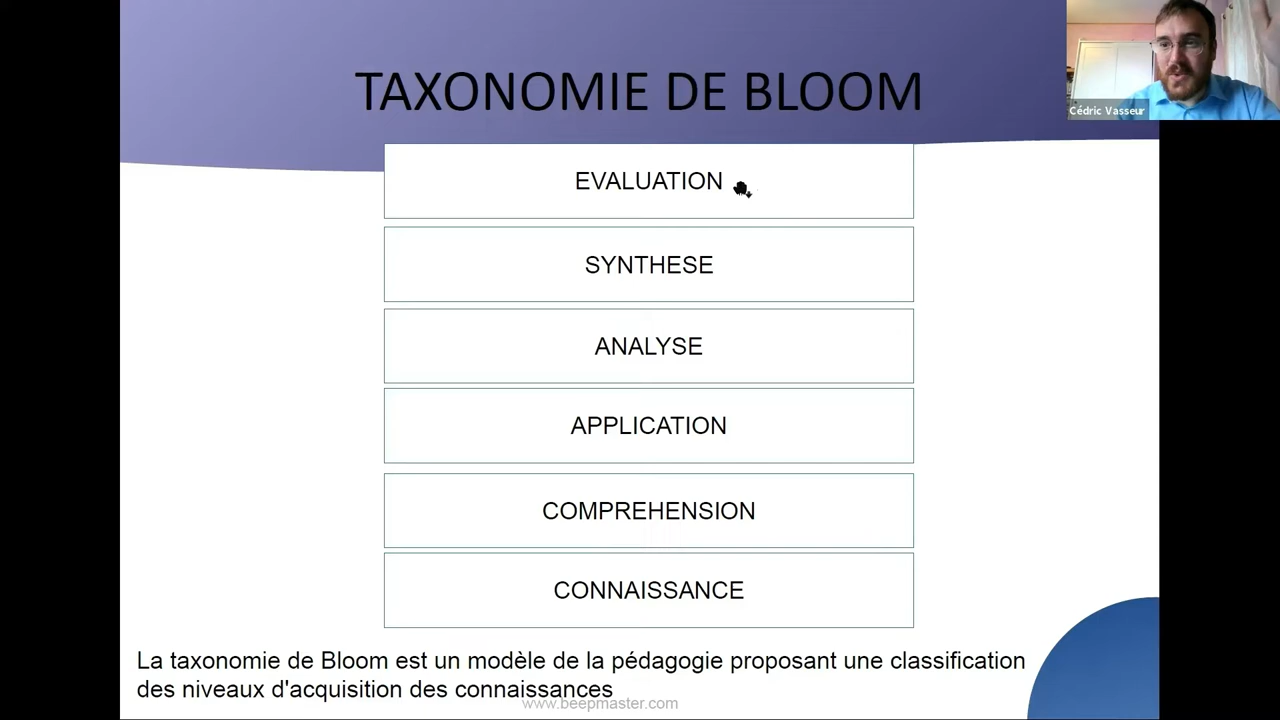 TAXONOMIE DE BLOOM
Cédric Vasseur
EVALUATION
SYNTHESE
ANALYSE
APPLICATION
COMPREHENSION
CONNAISSANCE
La taxonomie de Bloom est un modèle de la pédagogie proposant une classification
des niveaux d'acquisition des connaissances
www.beepmaster.com